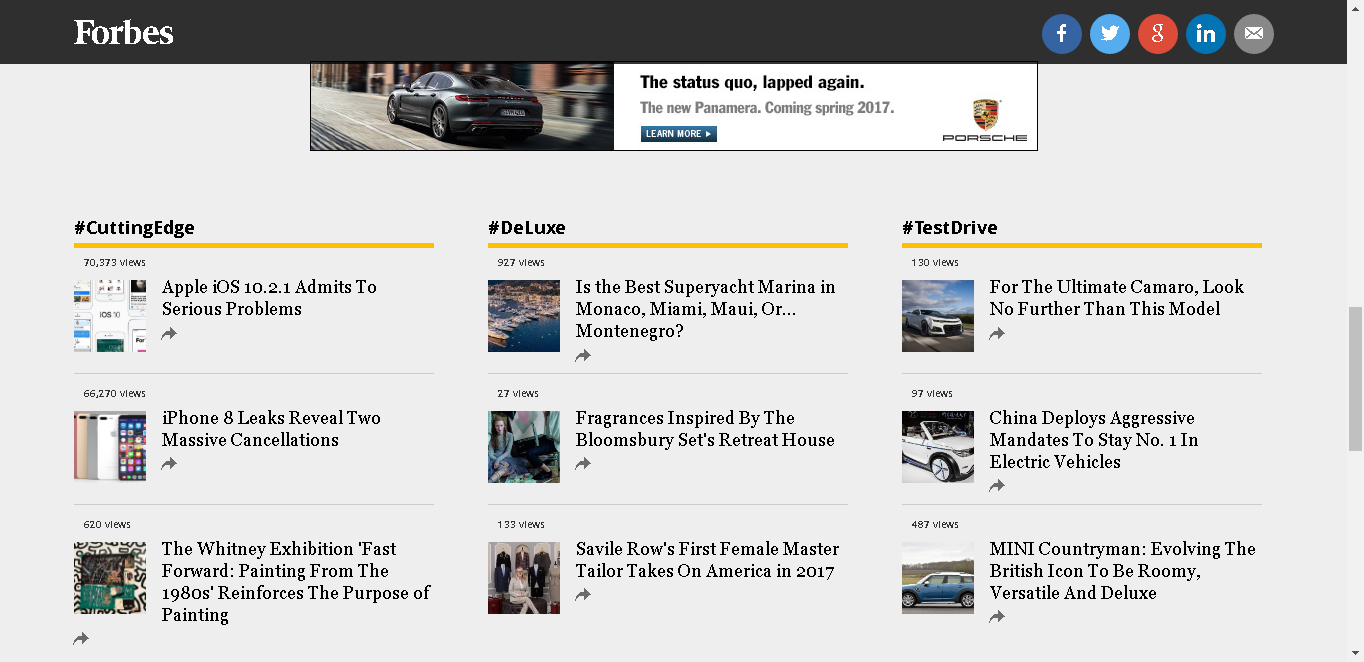 Forbes
The status quo, lapped again.
The new Panamera. Coming spring 2017.
LEARN MORE
PORSCHE
#CuttingEdge
70,373 views
Apple iOS 10.2.1 Admits To
Serious Problems
66,270 views
iPhone 8 Leaks Reveal Two
Massive Cancellations
620 views
The Whitney Exhibition 'Fast
Forward: Painting From The
1980s' Reinforces The Purpose of
Painting
#DeLuxe
927 views
Is the Best Superyacht Marina in
Monaco, Miami, Maui, Or...
Montenegro?
27 views
Fragrances Inspired By The
Bloomsbury Set's Retreat House
133 views
Savile Row's First Female Master
Tailor Takes On America in 2017
#TestDrive
130 views
For The Ultimate Camaro, Look
No Further Than This Model
97 views
China Deploys Aggressive
Mandates To Stay No. 1 In
Electric Vehicles
487 views
MINI Countryman: Evolving The
British Icon To Be Roomy,
Versatile And Deluxe
iOS 10